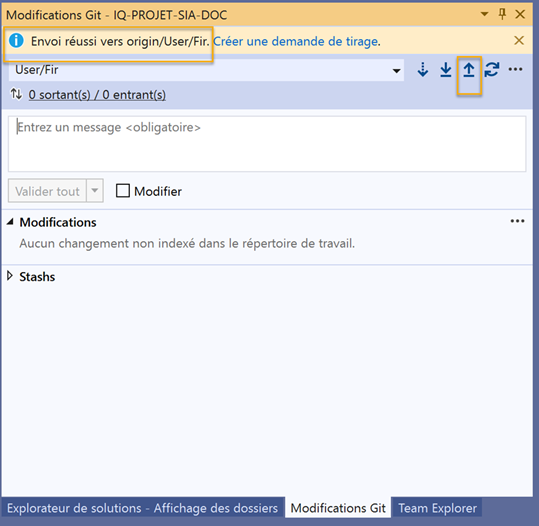 Modifications Git - IQ-PROJET-SIA-DOC
Envoi réussi vers origin/User/Fir. Créer une demande de tirage.
User/Fir
0 sortant(s) / 0 entrant(s)
Entrez un message <obligatoire>
Valider tout
Modifier
Modifications
Aucun changement non indexé dans le répertoire de travail.
Stashs
Explorateur de solutions - Affichage des dossiers Modifications Git Team Explorer